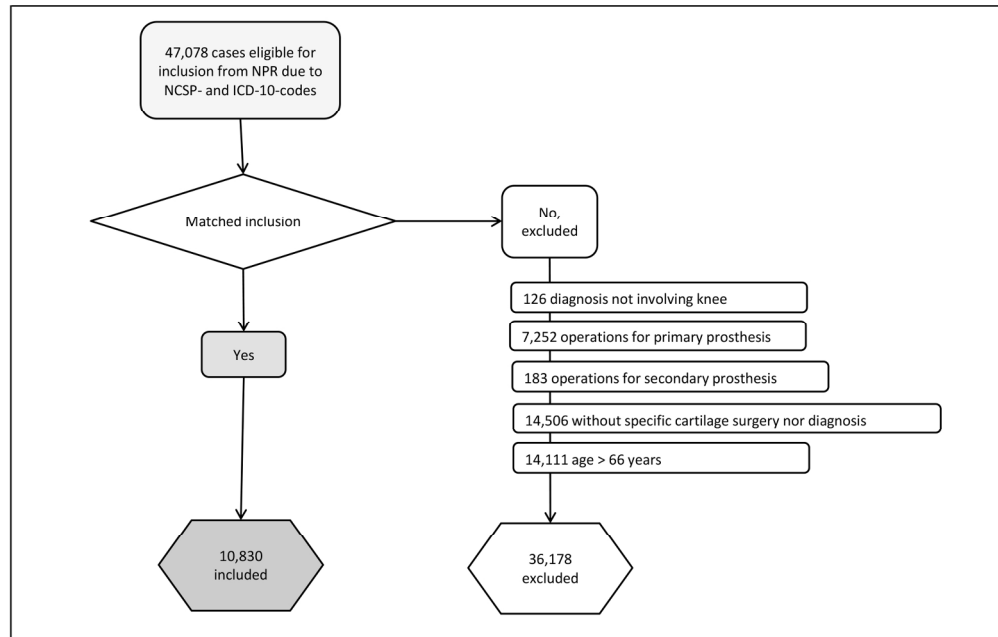 47,078 cases eligible for
inclusion from NPR due to
NCSP- and ICD-10-codes
Matched inclusion
No,
excluded
126 diagnosis not involving knee
7,252 operations for primary prosthesis
183 operations for secondary prosthesis
14,506 without specific cartilage surgery nor diagnosis
14,111 age > 66 years
Yes
10,830
included
36,178
excluded